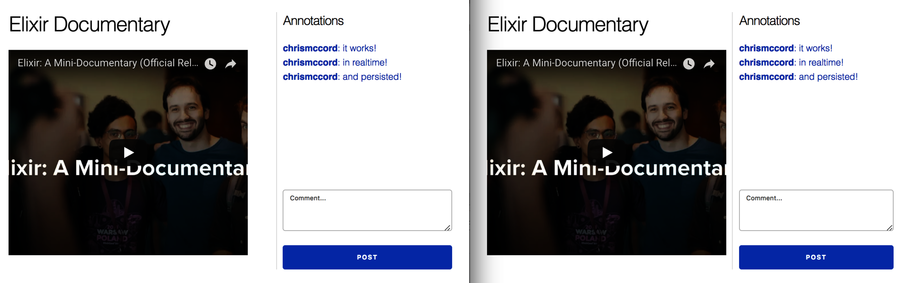 Elixir Documentary
Elixir: A Mini-Documentary (Official Rel...
lixir: A Mini-Documentar
Annotations
chrismccord: it works!
chrismccord: in realtime!
chrismccord: and persisted!
Comment...
POST
Elixir Documentary
Elixir: A Mini-Documentary (Official Rel...
lixir: A Mini-Documentar
Annotations
chrismccord: it works!
chrismccord: in realtime!
chrismccord: and persisted!
Comment...
POST